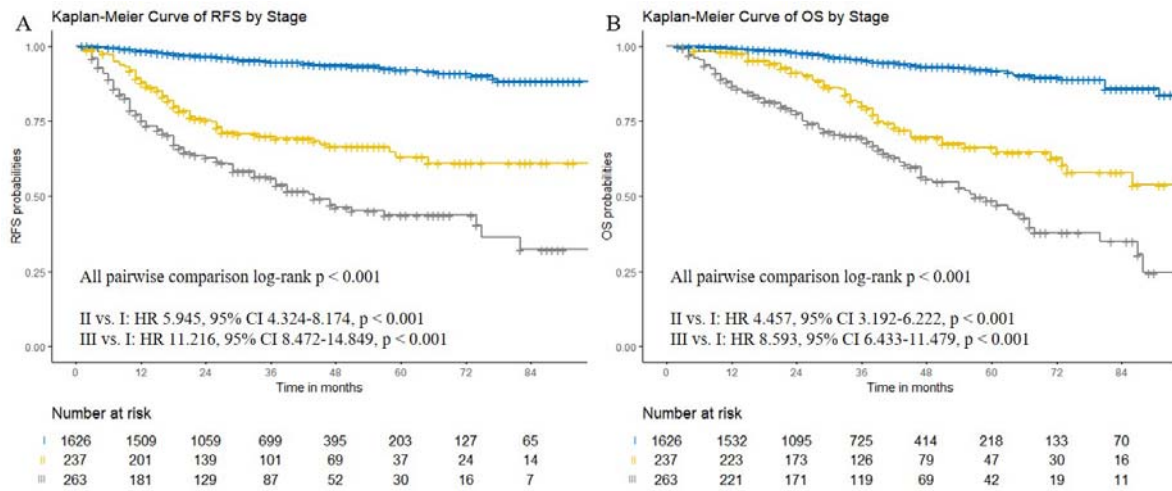 A
Kaplan-Meier Curve of RFS by Stage
1.00
0.75
0.50
0.25
0.00
RFS probabilities
All pairwise comparison log-rank p < 0.001
II vs. I: HR 5.945, 95% CI 4.324-8.174, p < 0.001
III vs. I: HR 11.216, 95% CI 8.472-14.849, p < 0.001
0 12 24 36 48 60 72 84
Time in months
Number at risk
I 1626 1509 1059 699 395 203 127 65
II 237 201 139 101 69 37 24 14
III 263 181 129 87 52 30 16 7
B
Kaplan-Meier Curve of OS by Stage
1.00
0.75
0.50
0.25
0.00
OS probabilities
All pairwise comparison log-rank p < 0.001
II vs. I: HR 4.457, 95% CI 3.192-6.222, p < 0.001
III vs. I: HR 8.593, 95% CI 6.433-11.479, p < 0.001
0 12 24 36 48 60 72 84
Time in months
Number at risk
I 1626 1532 1095 725 414 218 133 70
II 237 223 173 126 79 47 30 16
III 263 221 171 119 69 42 19 11